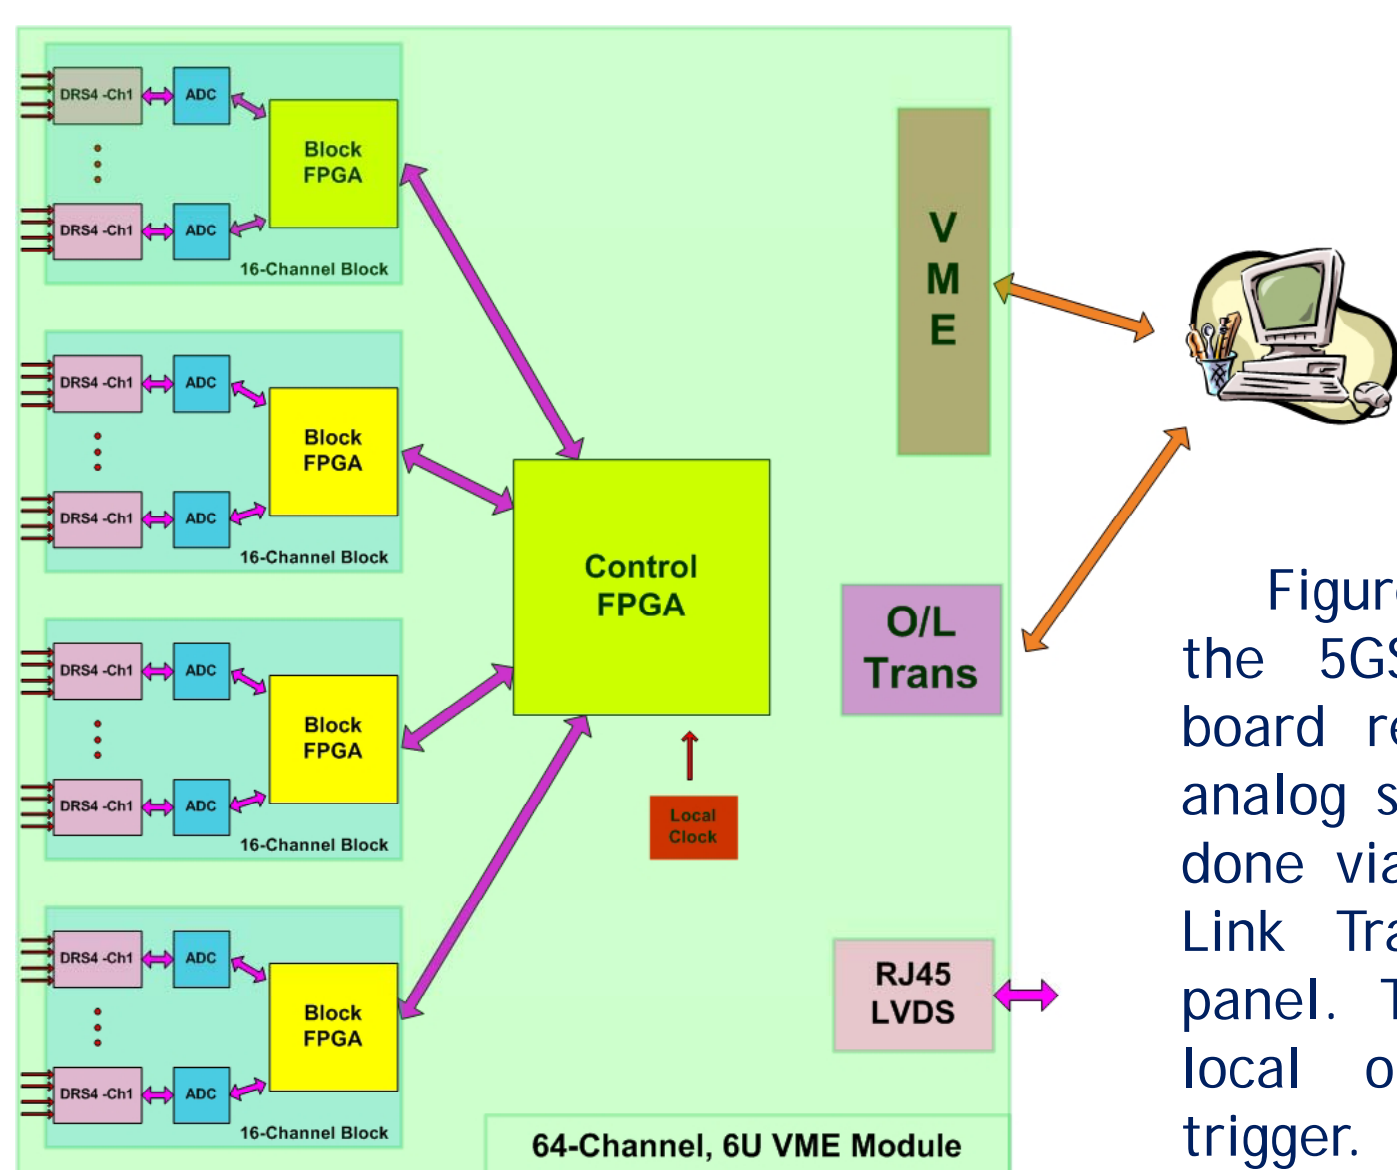 DRS4 -Ch1
ADC
Block
FPGA
DRS4 -Ch1
ADC
16-Channel Block
DRS4 -Ch1
ADC
Block
FPGA
DRS4 -Ch1
ADC
16-Channel Block
DRS4 -Ch1
ADC
Block
FPGA
DRS4 -Ch1
ADC
16-Channel Block
DRS4 -Ch1
ADC
Block
FPGA
DRS4 -Ch1
ADC
16-Channel Block
Control
FPGA
Local
Clock
V
M
E
O/L
Trans
RJ45
LVDS
64-Channel, 6U VME Module
the
board
analog
done via
Link
panel.
local
trigger.